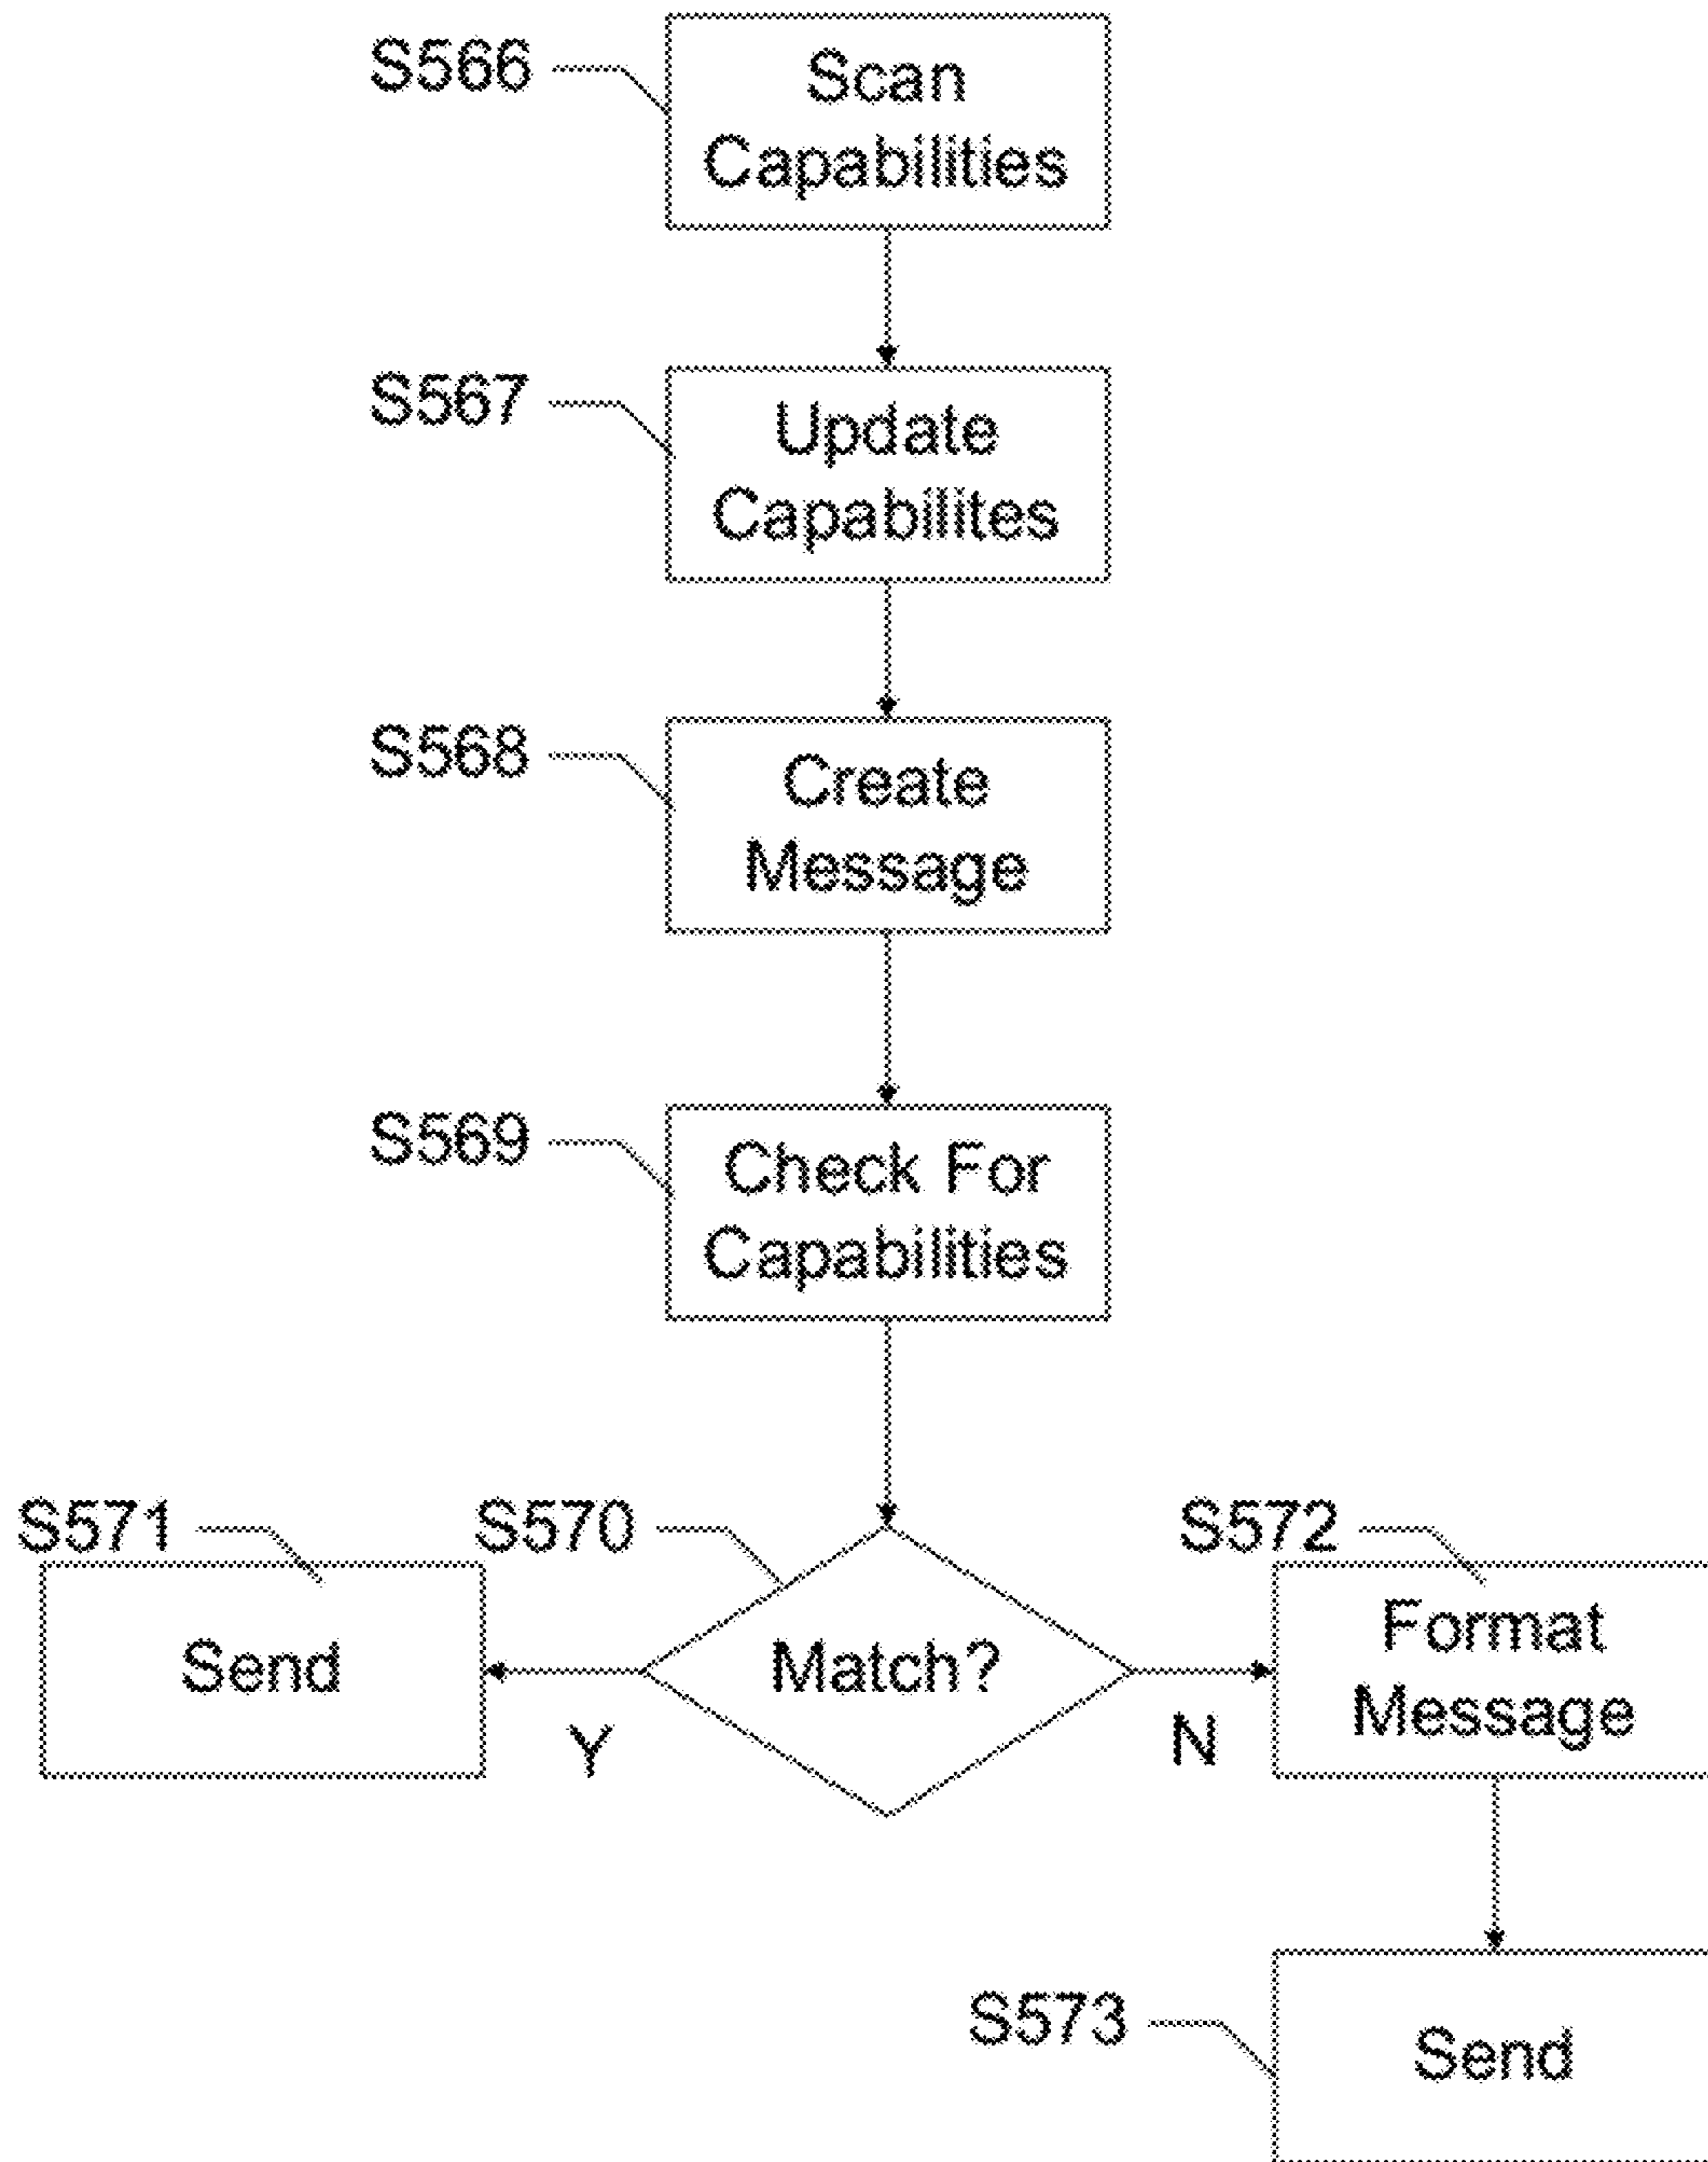 S566
Scan
Capabilities
S567
Update
Capabilites
S568
Create
Message
S569
Check For
Capabilities
S571
S570
S572
Send
Match?
Format
Message
Y
N
S573
Send